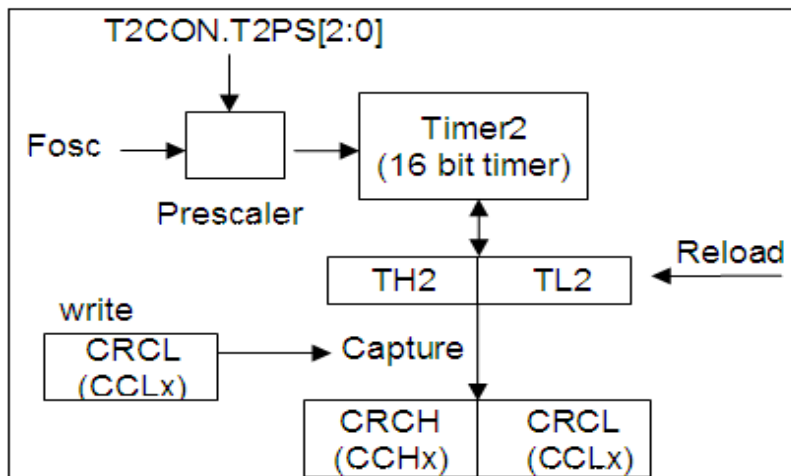 T2CON.T2PS[2:0]
Fosc
Prescaler
Timer2
(16 bit timer)
TH2
TL2
Reload
write
CRCL
(CCLx)
Capture
CRCH
(CCHx)
CRCL
(CCLx)